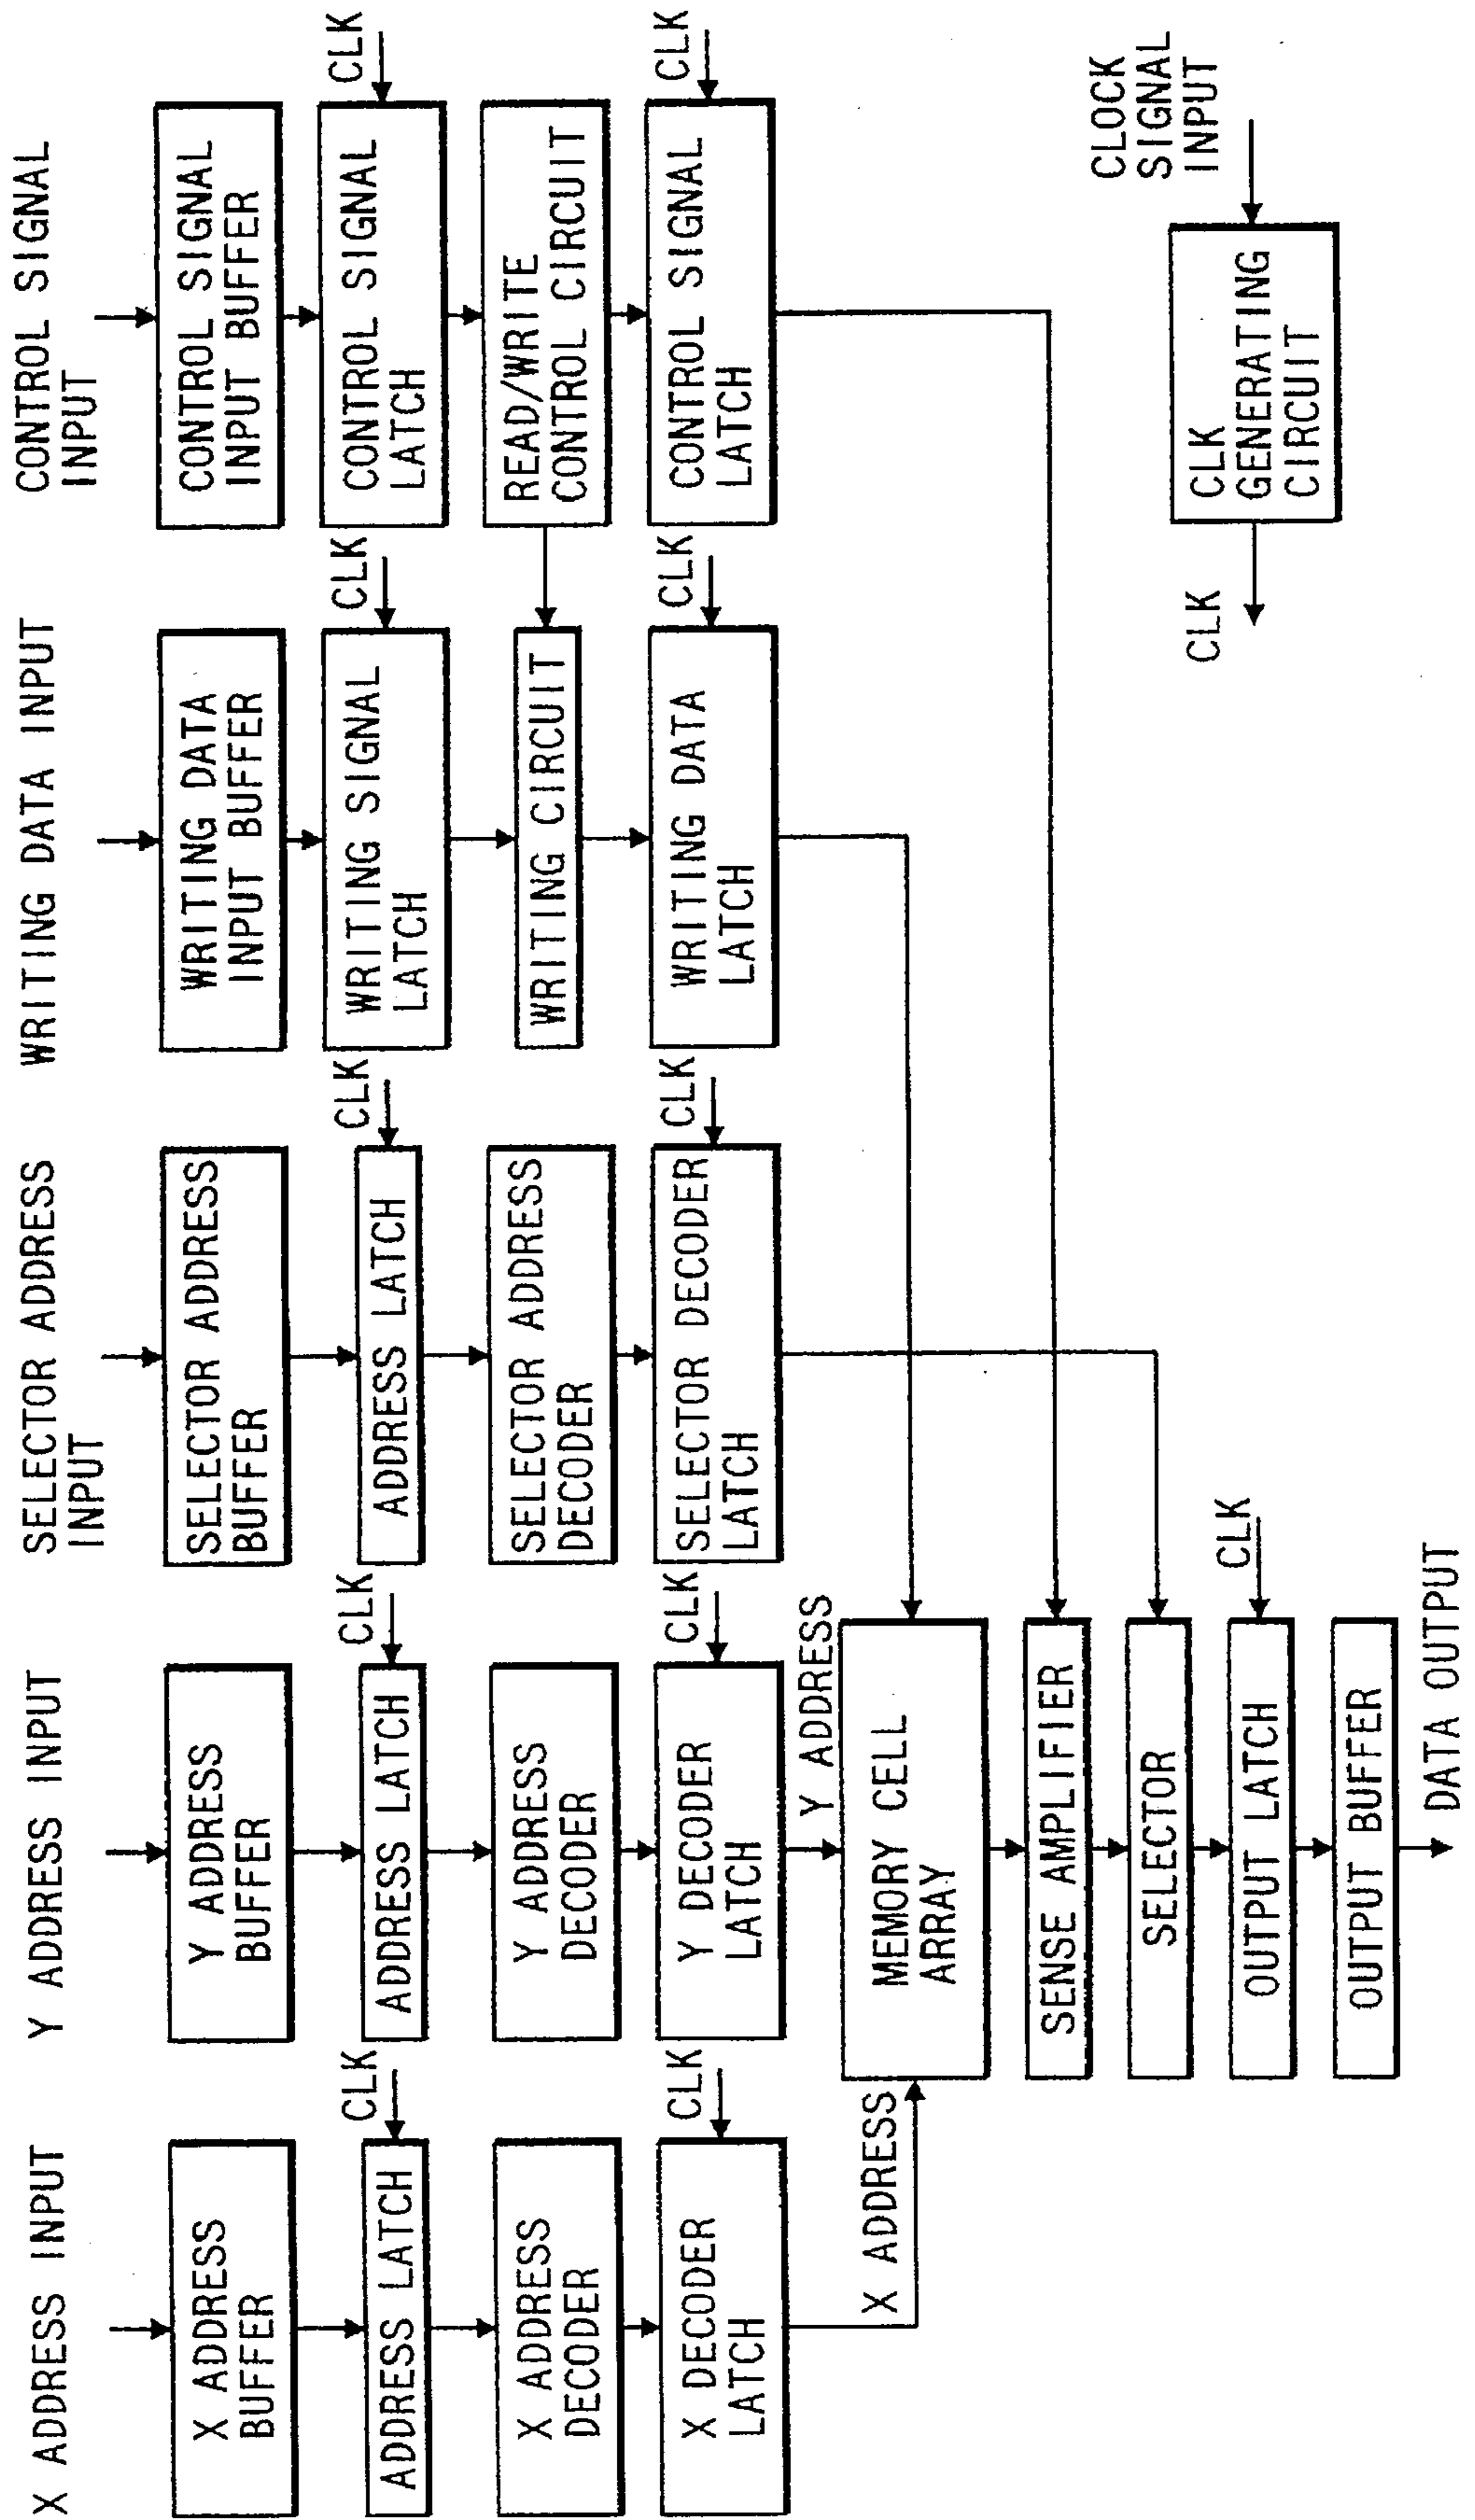 X ADDRESS INPUT
Y ADDRESS INPUT
SELECTOR ADDRESS
INPUT
WRITING DATA INPUT
CONTROL SIGNAL
INPUT
X ADDRESS
BUFFER
Y ADDRESS
BUFFER
SELECTOR ADDRESS
BUFFER
WRITING DATA
INPUT BUFFER
CONTROL SIGNAL
INPUT BUFFER
CLK
CLK
CLK
CLK
CLK
ADDRESS LATCH
ADDRESS LATCH
ADDRESS LATCH
WRITING SIGNAL
LATCH
CONTROL SIGNAL
LATCH
X ADDRESS
DECODER
Y ADDRESS
DECODER
SELECTOR ADDRESS
DECODER
WRITING CIRCUIT
READ/WRITE
CONTROL CIRCUIT
CLK
CLK
CLK
CLK
CLK
X DECODER
LATCH
Y DECODER
LATCH
SELECTOR DECODER
LATCH
WRITING DATA
LATCH
CONTROL SIGNAL
LATCH
Y ADDRESS
X ADDRESS
MEMORY CELL
ARRAY
SENSE AMPLIFIER
SELECTOR
CLK
OUTPUT LATCH
OUTPUT BUFFER
DATA OUTPUT
CLOCK
SIGNAL
INPUT
CLK
CLK
GENERATING
CIRCUIT